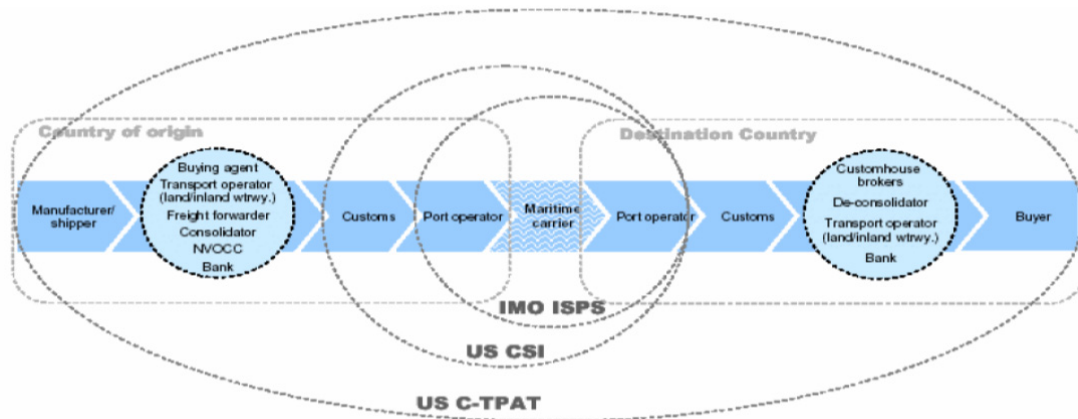 Country of origin
Destination Country
Manufacturer/
shipper
Buying agent
Transport operator
(land/inland wtrwy.)
Freight forwarder
Consolidator
NVOCC
Bank
Customs
Port operator
Maritime
carrier
Port operator
Customs
Customhouse
brokers
De-consolidator
Transport operator
(land/inland wtrwy.)
Bank
Buyer
IMO ISPS
US CSI
US C-TPAT